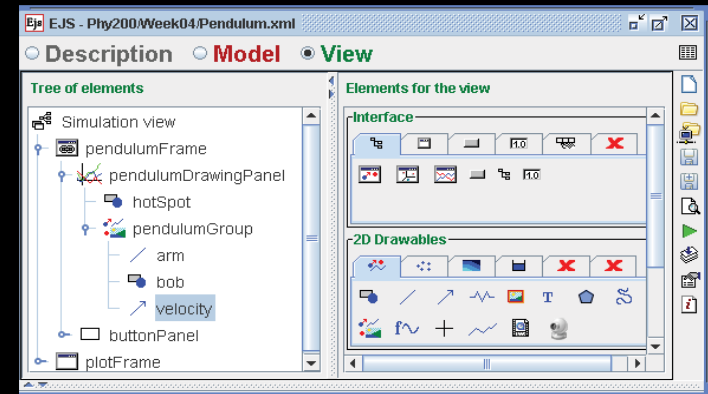 Ejs EJS - Phy200/Week04/Pendulum.xml
Description Model View
Tree of elements
Simulation view
pendulumFrame
pendulumDrawingPanel
hotSpot
pendulumGroup
arm
bob
velocity
buttonPanel
plotFrame
Elements for the view
Interface
1.0
1.0
2D Drawables
T
f